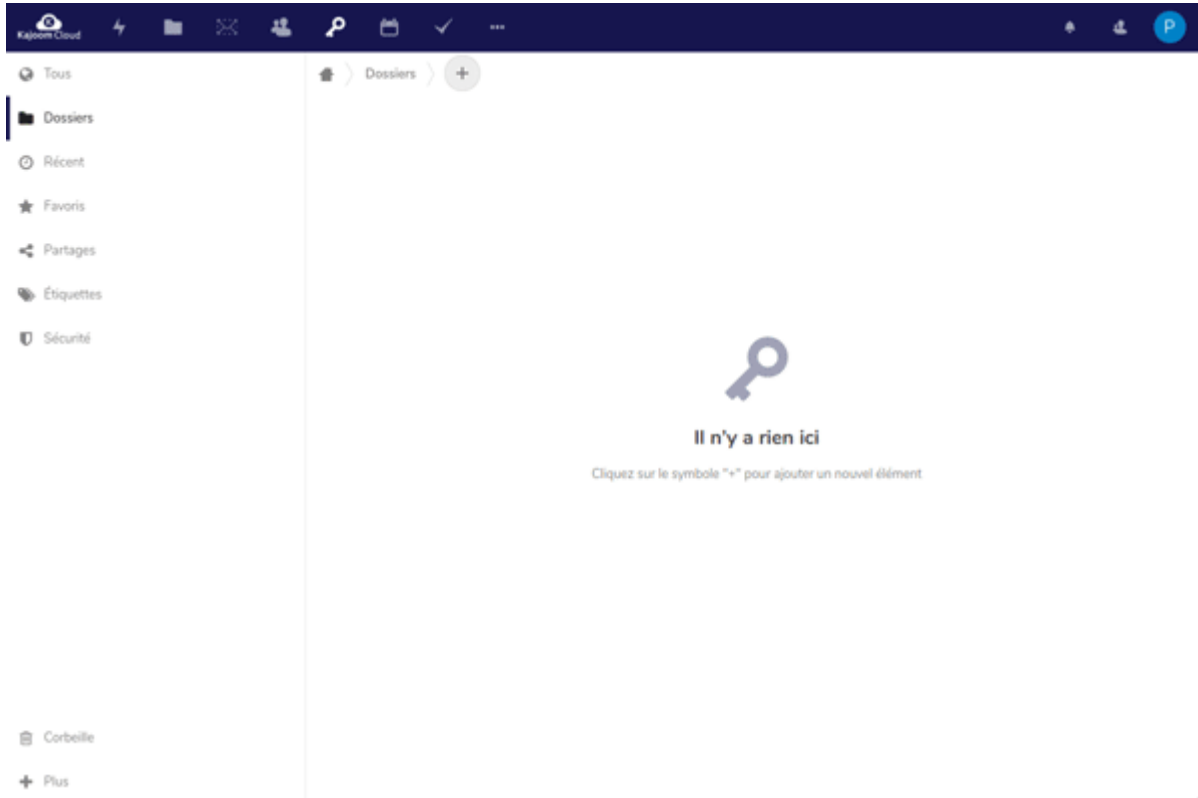 Kajoom Cloud
P
Tous
Dossiers
Récent
Favoris
Partages
Étiquettes
Sécurité
Corbeille
Plus
Dossiers
+
Il n'y a rien ici
Cliquez sur le symbole "+" pour ajouter un nouvel élément